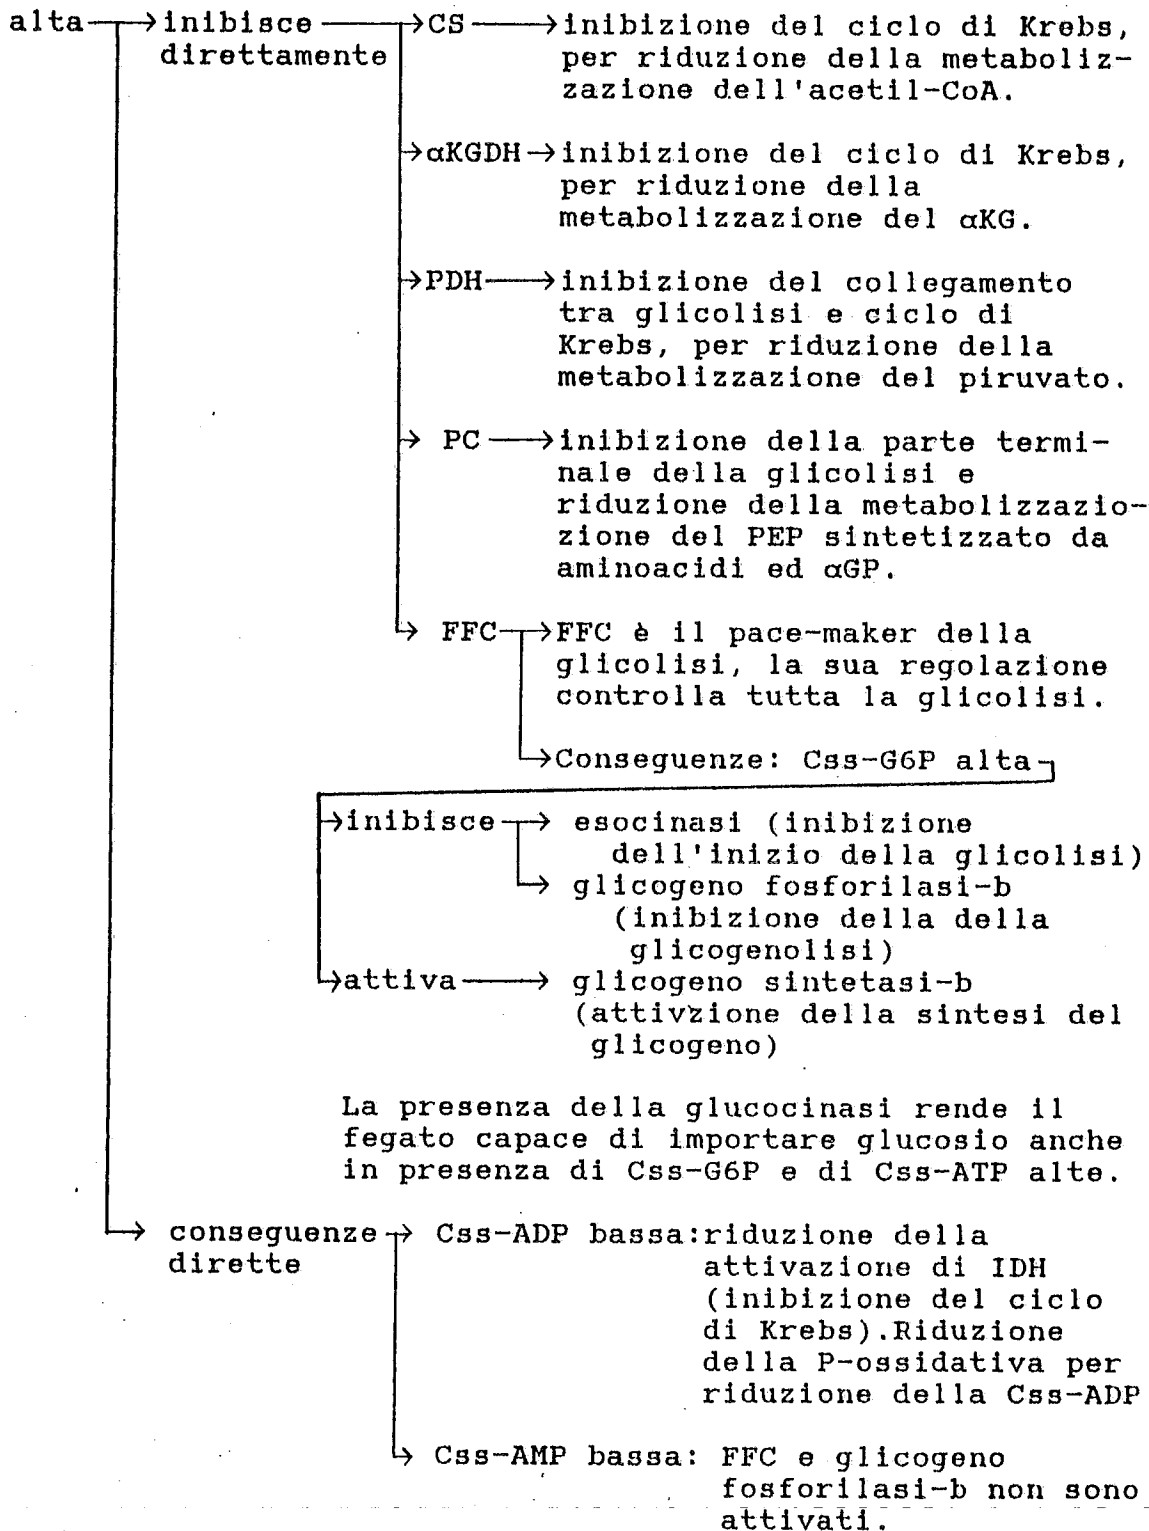 alta→inibisce→CS→inibizione del ciclo di Krebs,
direttamente per riduzione della metaboliz-
zazione dell'acetil-CoA.
→αKGDH→inibizione del ciclo di Krebs,
per riduzione della
metabolizzazione del αKG.
→PDH→inibizione del collegamento
tra glicolisi e ciclo di
Krebs, per riduzione della
metabolizzazione del piruvato.
→ PC→inibizione della parte termi-
nale della glicolisi e
riduzione della metabolizzazio-
zione del PEP sintetizzato da
aminoacidi ed αGP.
→ FFC→FFC è il pace-maker della
glicolisi, la sua regolazione
controlla tutta la glicolisi.
→Conseguenze: Css-G6P alta
→inibisce→ esocinasi (inibizione
dell'inizio della glicolisi)
→ glicogeno fosforilasi-b
(inibizione della della
glicogenolisi)
→attiva→ glicogeno sintetasi-b
(attivzione della sintesi del
glicogeno)
La presenza della glucocinasi rende il
fegato capace di importare glucosio anche
in presenza di Css-G6P e di Css-ATP alte.
→ conseguenze→ Css-ADP bassa:riduzione della
dirette attivazione di IDH
(inibizione del ciclo
di Krebs).Riduzione
della P-ossidativa per
riduzione della Css-ADP
→ Css-AMP bassa: FFC e glicogeno
fosforilasi-b non sono
attivati.